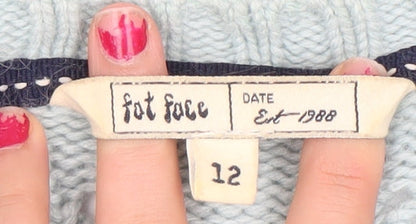 fat face
DATE
Est 1988
12